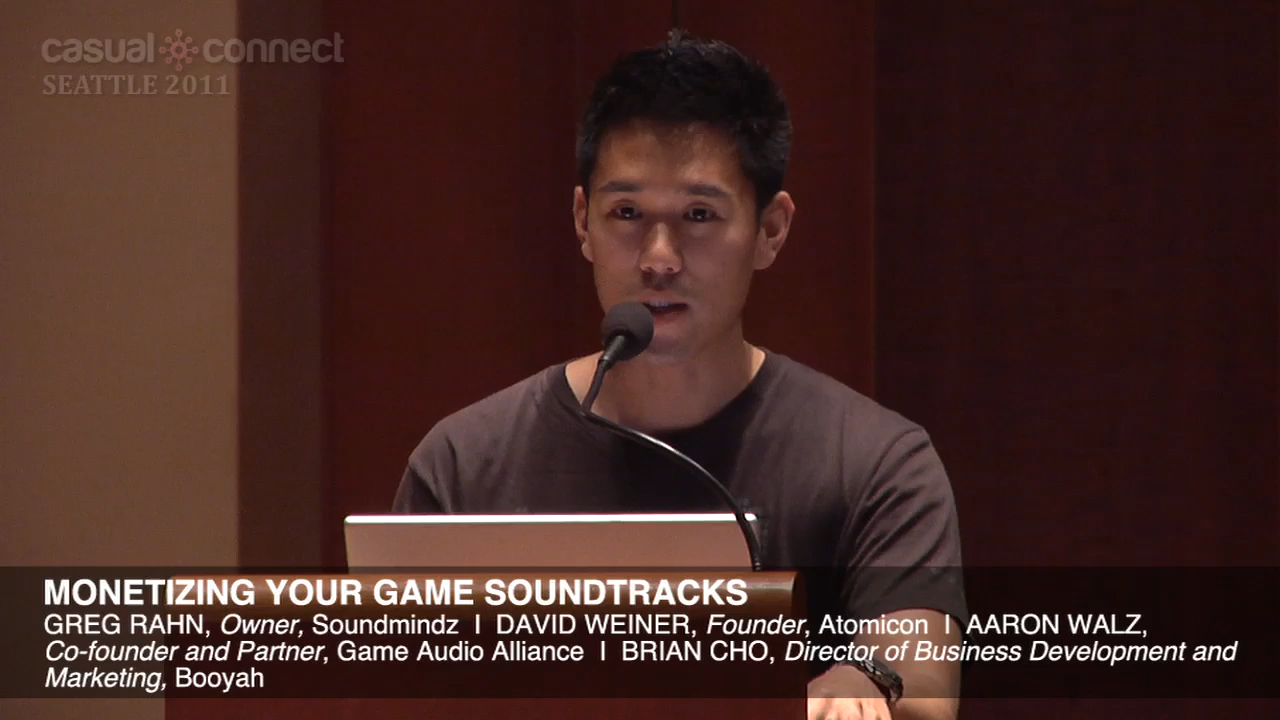 casual connect
SEATTLE 2011
MONETIZING YOUR GAME SOUNDTRACKS
GREG RAHN, Owner, Soundmindz I DAVID WEINER, Founder, Atomicon I AARON WALZ,
Co-founder and Partner, Game Audio Alliance I BRIAN CHO, Director of Business Development and
Marketing, Booyah